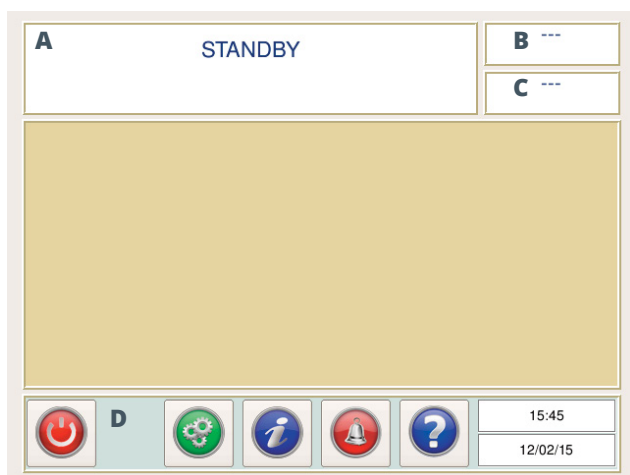 A
STANDBY
B ---
C ---
D
i
?
15:45
12/02/15